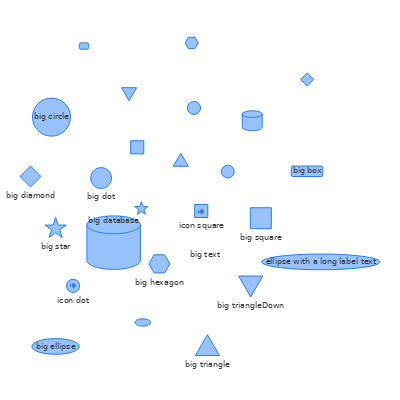 big circle
big box
big diamond
big dot
big database
icon square
big square
big star
big text
ellipse with a long label text
big hexagon
icon dot
big triangleDown
big ellipse
big triangle